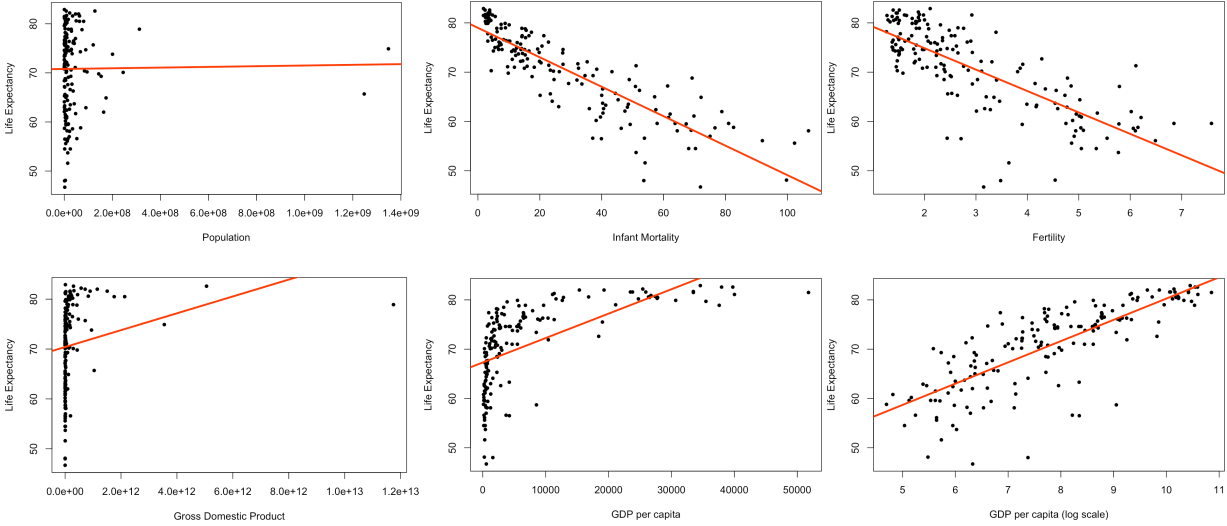 Life Expectancy
80
70
60
50
0.0e+00 2.0e+08 4.0e+08 6.0e+08 8.0e+08 1.0e+09 1.4e+09
Population
Life Expectancy
80
70
60
50
0 20 40 60 80 100
Infant Mortality
Life Expectancy
80
70
60
50
2 3 4 5 6 7
Fertility
Life Expectancy
80
70
60
50
0.0e+00 2.0e+12 4.0e+12 6.0e+12 8.0e+12 1.0e+13 1.2e+13
Gross Domestic Product
Life Expectancy
80
70
60
50
0 10000 20000 30000 40000 50000
GDP per capita
Life Expectancy
80
70
60
50
5 6 7 8 9 10 11
GDP per capita (log scale)